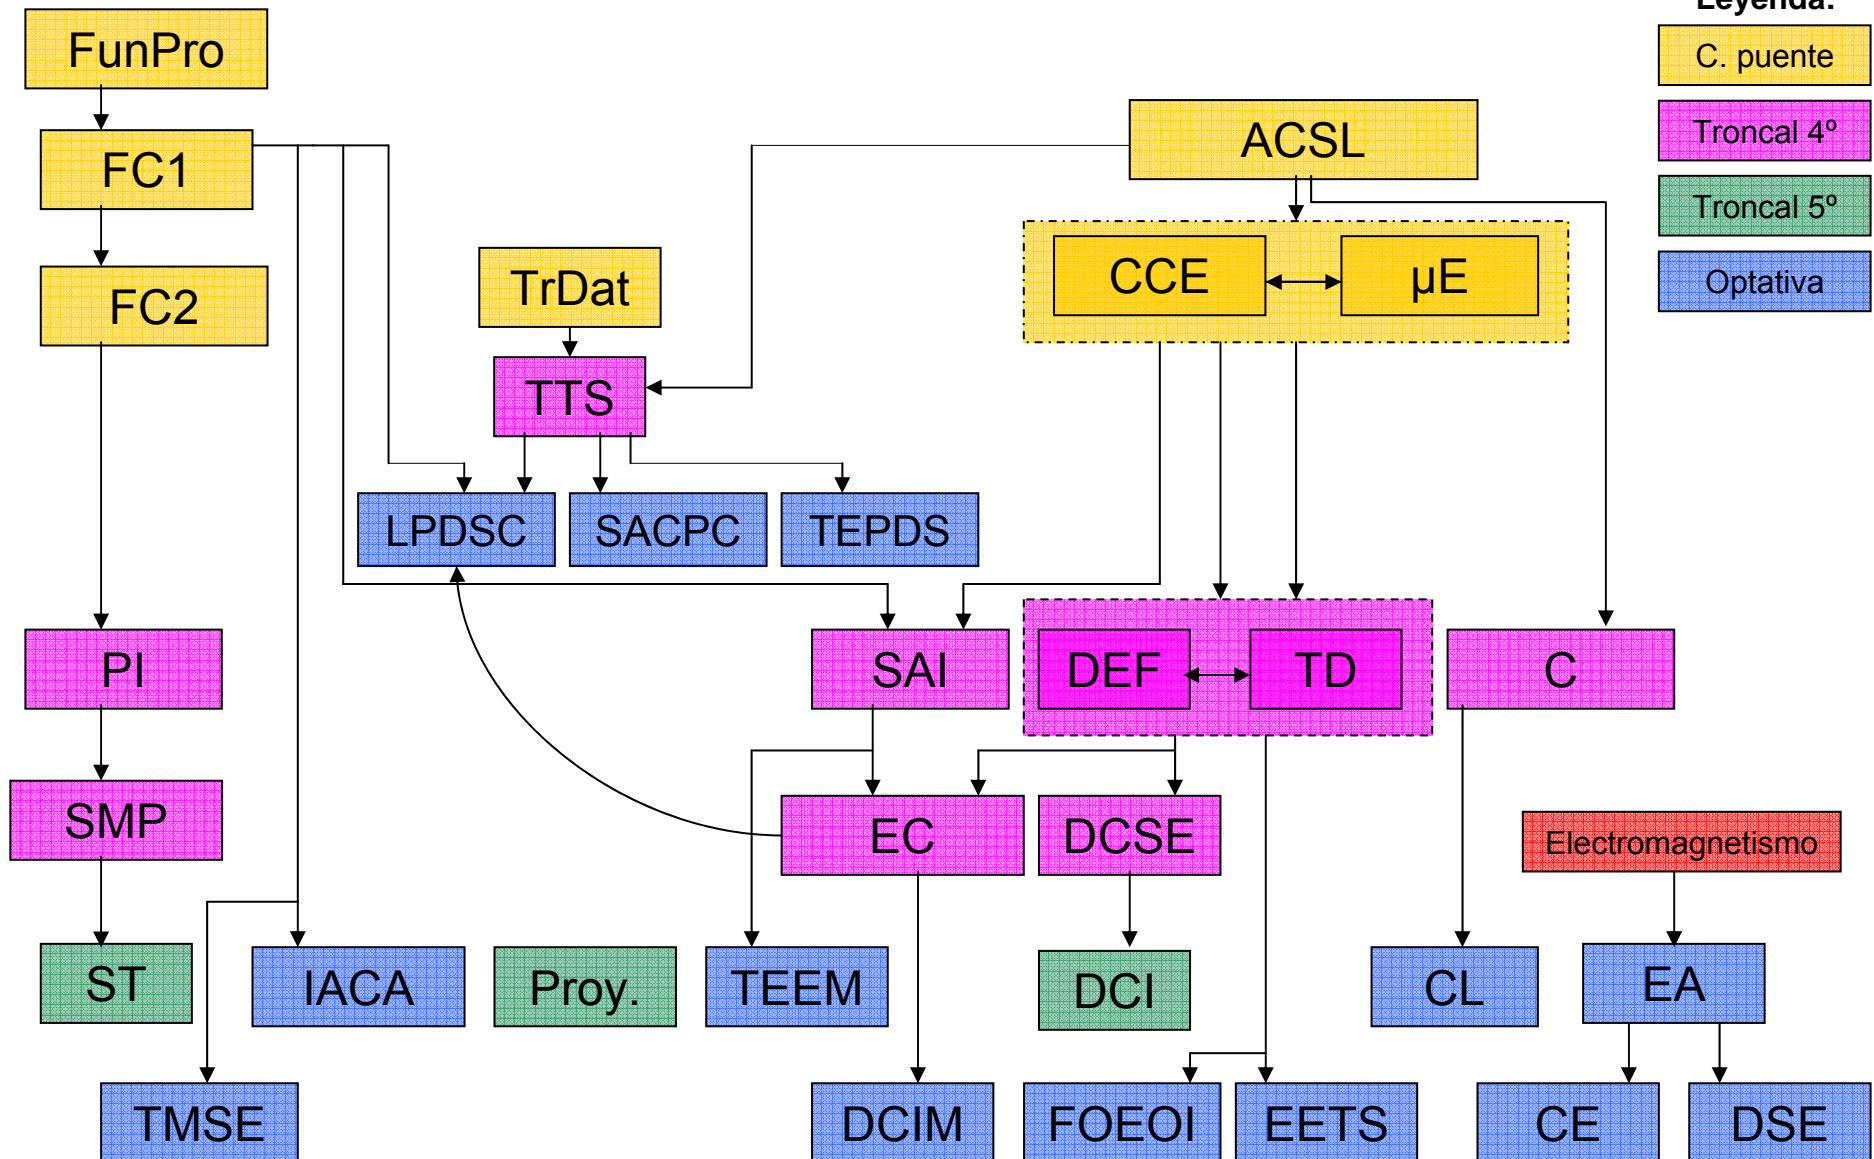 Leyenda:
FunPro
C. puente
FC1
ACSL
Troncal 4º
Troncal 5º
FC2
TrDat
CCE
µE
Optativa
TTS
LPDSC
SACPC
TEPDS
PI
SAI
DEF
TD
C
SMP
EC
DCSE
Electromagnetismo
ST
IACA
Proy.
TEEM
DCI
CL
EA
TMSE
DCIM
FOEOI
EETS
CE
DSE